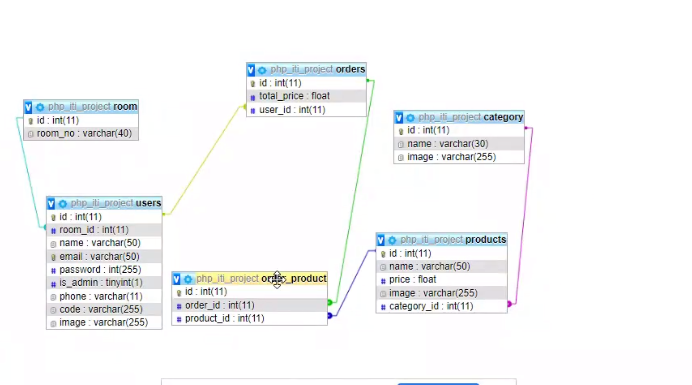 php_iti_project orders
id : int(11)
total_price : float
user_id : int(11)
php_iti_project room
id : int(11)
room_no : varchar(40)
php_iti_project category
id : int(11)
name : varchar(30)
image : varchar(255)
php_iti_project users
id : int(11)
room_id : int(11)
name : varchar(50)
email : varchar(50)
password : int(255)
is_admin : tinyint(1)
phone : varchar(11)
code : varchar(255)
image : varchar(255)
php_iti_project products
id : int(11)
name : varchar(50)
price : float
image : varchar(255)
category_id : int(11)
php_iti_project order_product
id : int(11)
order_id : int(11)
product_id : int(11)